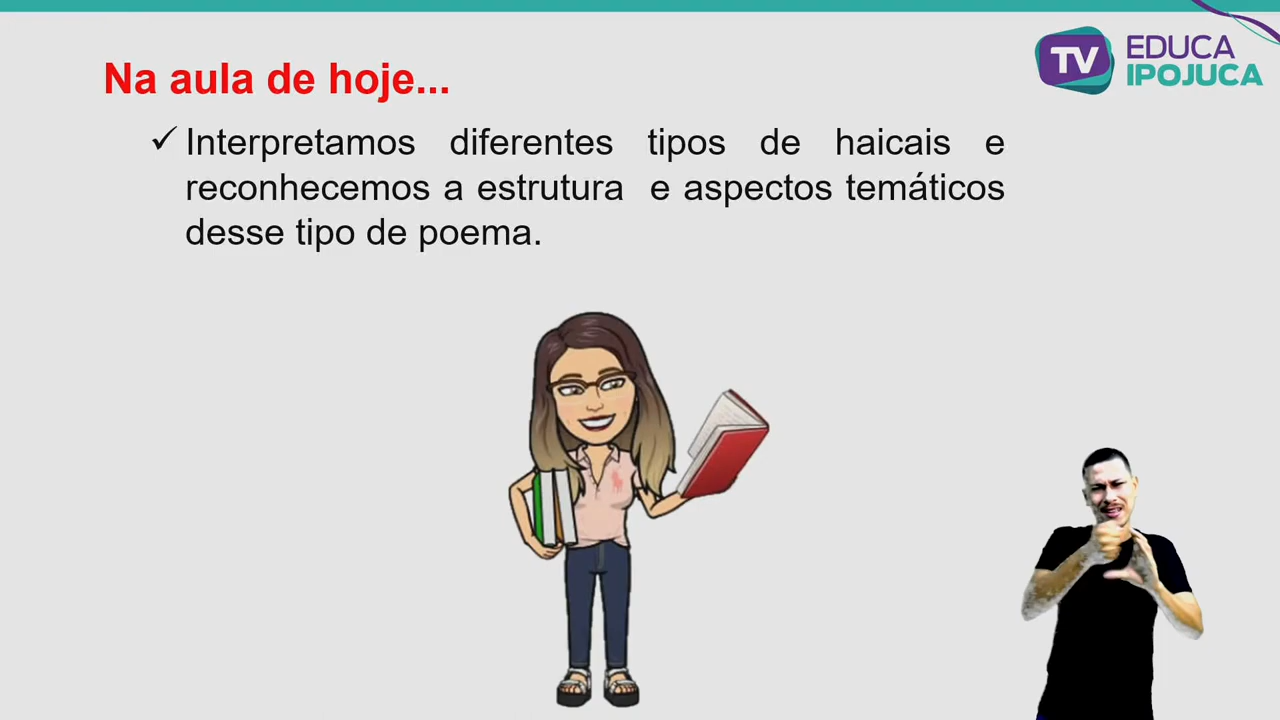 Na aula de hoje...
TV EDUCA
IPOJUCA
✓ Interpretamos diferentes tipos de haicais e
reconhecemos a estrutura e aspectos temáticos
desse tipo de poema.